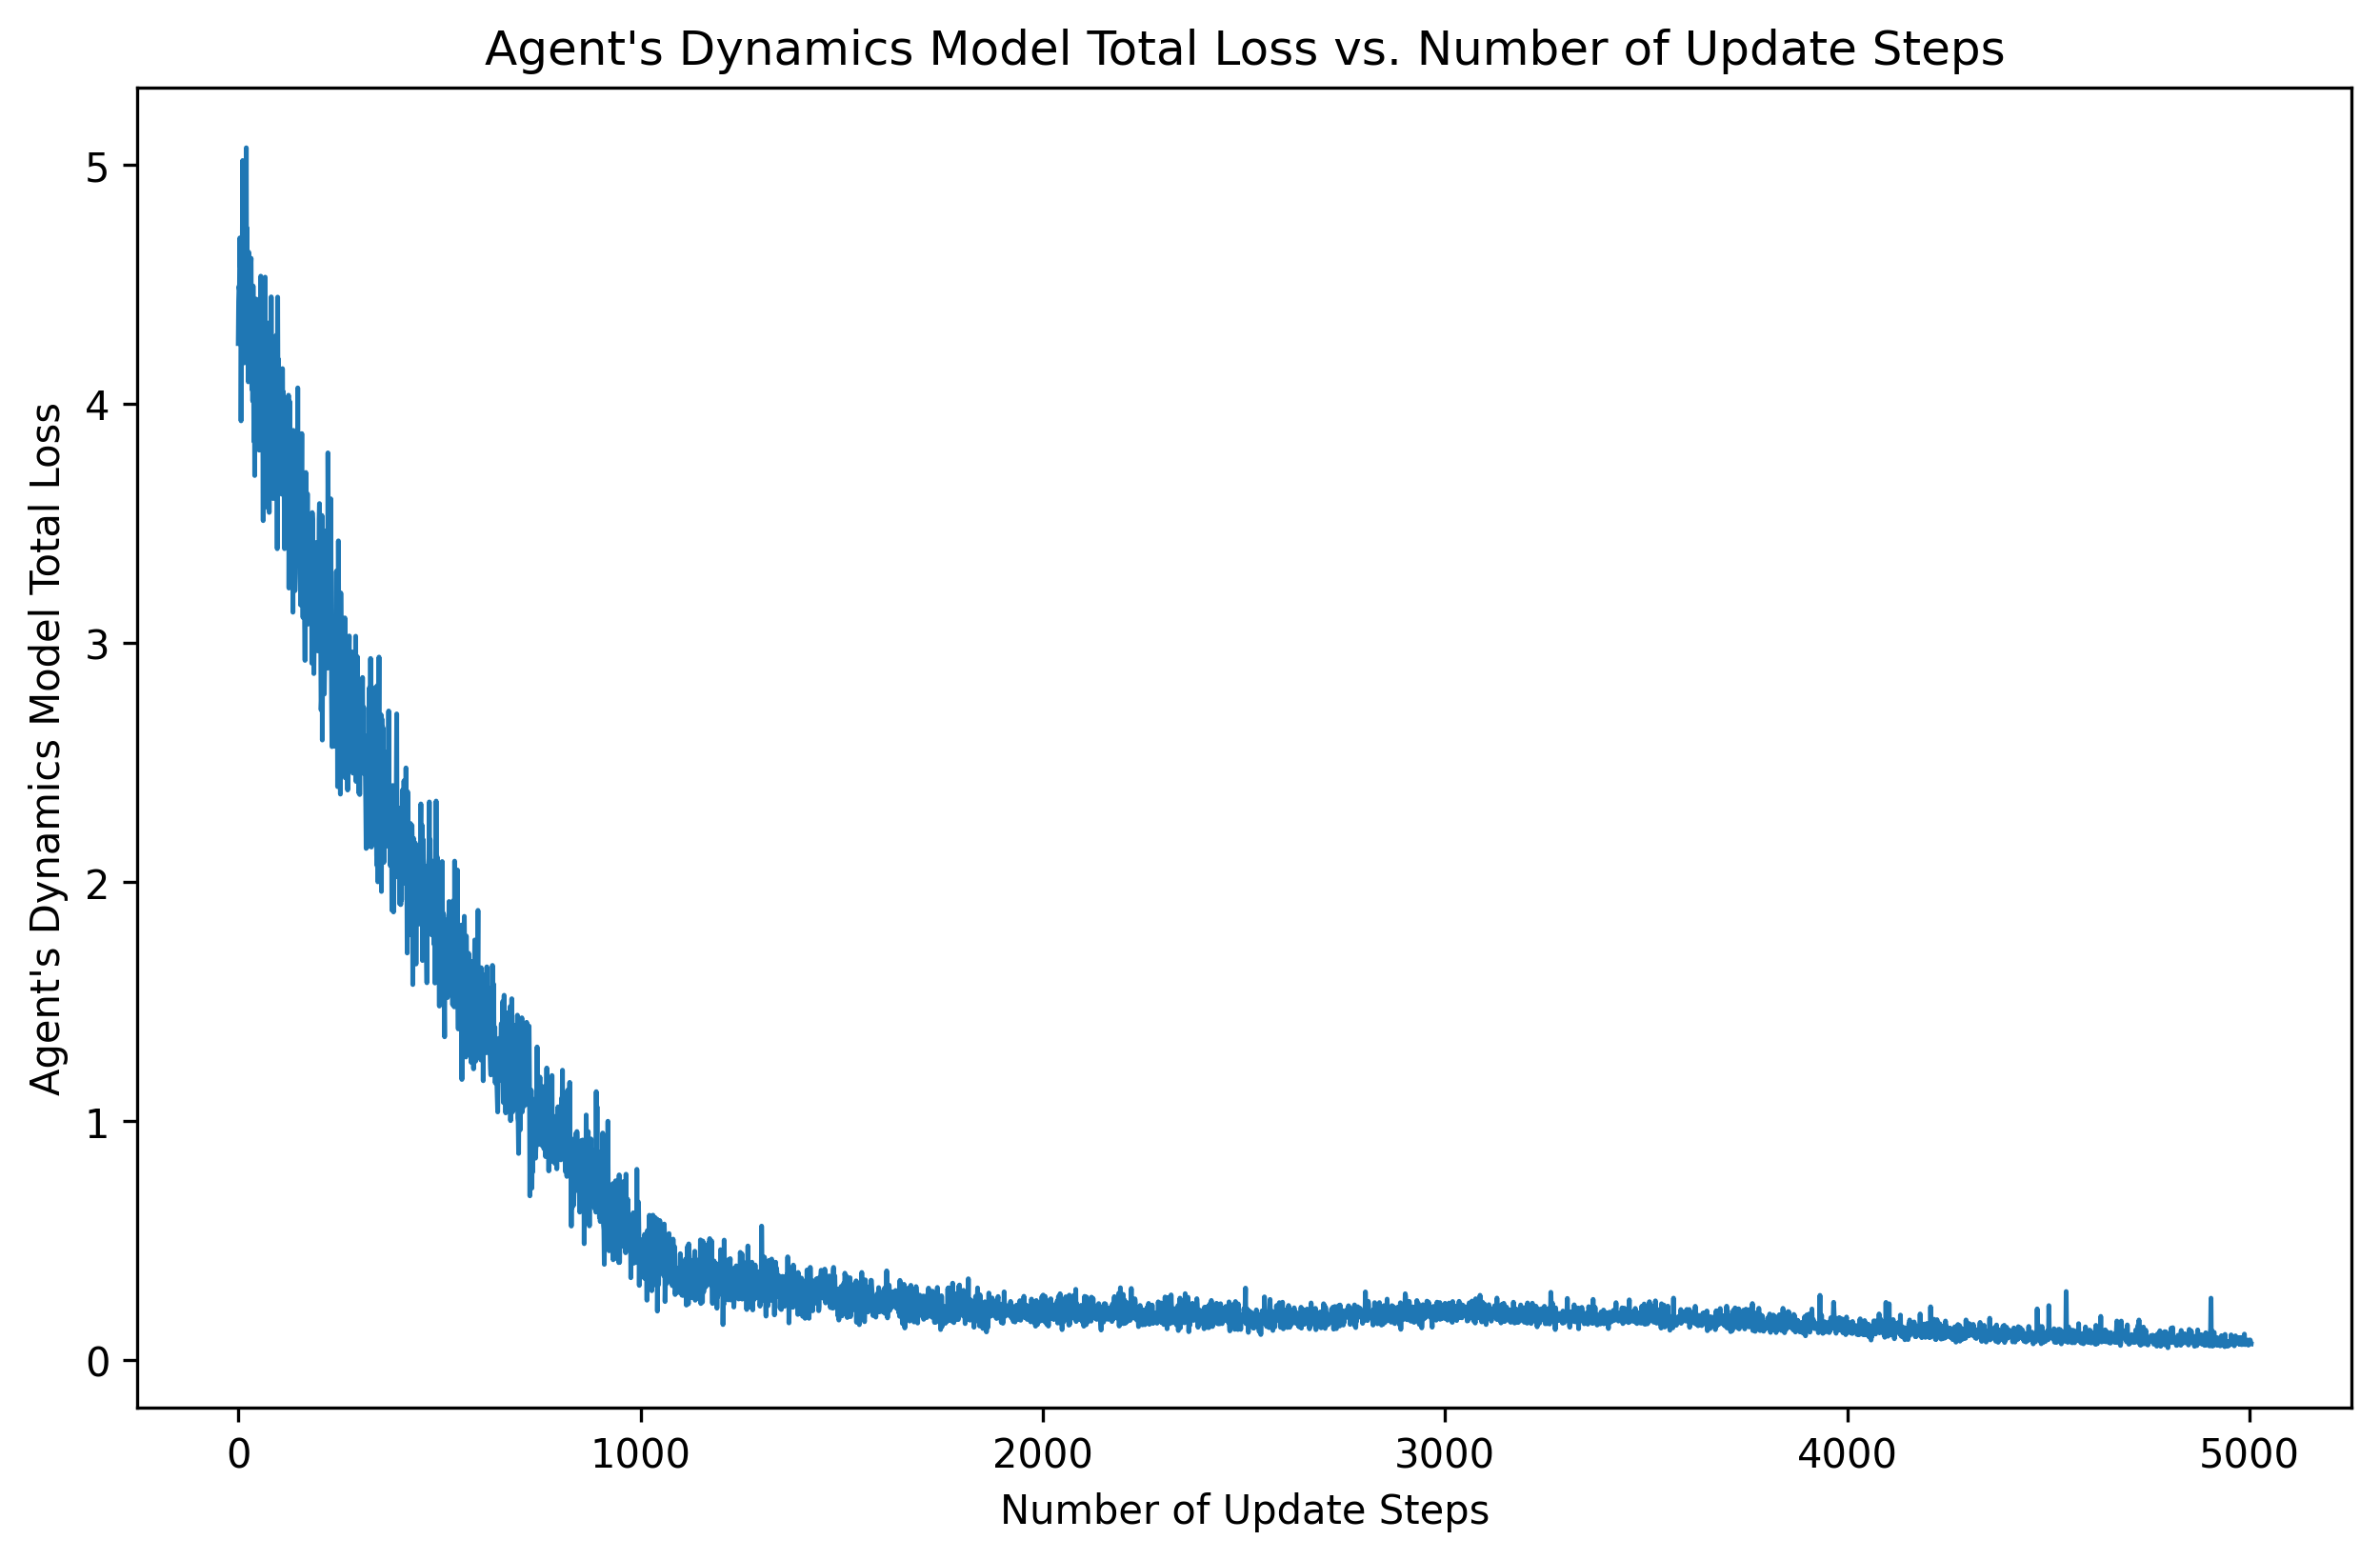 Agent's Dynamics Model Total Loss vs. Number of Update Steps
Agent's Dynamics Model Total Loss
5
4
3
2
1
0
0 1000 2000 3000 4000 5000
Number of Update Steps